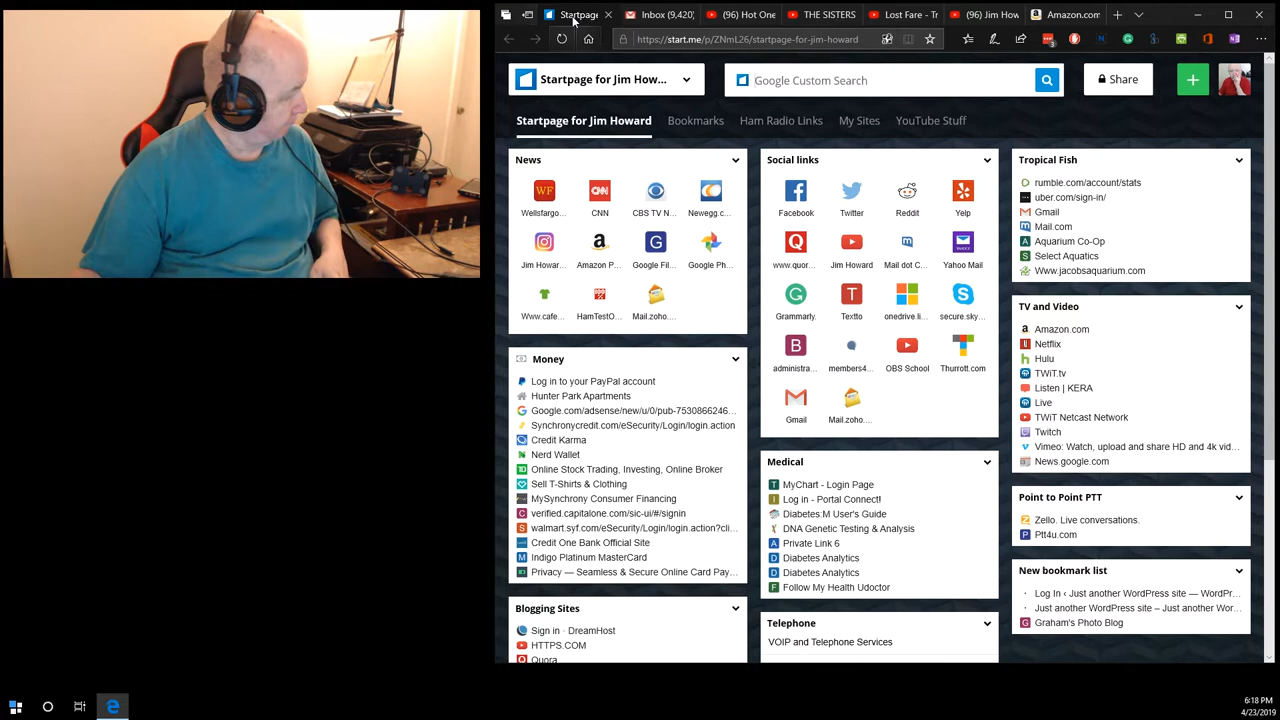 Startpage
Inbox (9,420)
(96) Hot One
THE SISTERS
Lost Fare - Tr
(96) Jim How
Amazon.com
https://start.me/p/ZNmL26/startpage-for-jim-howard
3
Startpage for Jim How...
Google Custom Search
Share
Startpage for Jim Howard
Bookmarks
Ham Radio Links
My Sites
YouTube Stuff
News
WF
CNN
Wellsfargo...
CNN
CBS TV N...
Newegg.c...
Jim Howar...
Amazon P...
Google Fil...
Google Ph...
Www.cafe...
HamTestO...
Mail.zoho....
Money
Log in to your PayPal account
Hunter Park Apartments
Google.com/adsense/new/u/0/pub-7530866246...
Synchronycredit.com/eSecurity/Login/login.action
Credit Karma
Nerd Wallet
Online Stock Trading, Investing, Online Broker
Sell T-Shirts & Clothing
MySynchrony Consumer Financing
verified.capitalone.com/sic-ui/#/signin
walmart.syf.com/eSecurity/Login/login.action?cli...
Credit One Bank Official Site
Indigo Platinum MasterCard
Privacy — Seamless & Secure Online Card Pay...
Blogging Sites
Sign in · DreamHost
HTTPS.COM
Quora
Social links
Facebook
Twitter
Reddit
Yelp
www.quor...
Jim Howard
Mail dot C...
Yahoo Mail
Grammarly.
Textto
onedrive.li...
secure.sky...
administra...
members4...
OBS School
Thurrott.com
Gmail
Mail.zoho....
Medical
MyChart - Login Page
Log in - Portal Connect!
Diabetes:M User's Guide
DNA Genetic Testing & Analysis
Private Link 6
Diabetes Analytics
Diabetes Analytics
Follow My Health Udoctor
Telephone
VOIP and Telephone Services
Tropical Fish
rumble.com/account/stats
uber.com/sign-in/
Gmail
Mail.com
Aquarium Co-Op
Select Aquatics
Www.jacobsaquarium.com
TV and Video
Amazon.com
Netflix
Hulu
TWiT.tv
Listen | KERA
Live
TWiT Netcast Network
Twitch
Vimeo: Watch, upload and share HD and 4k vid...
News.google.com
Point to Point PTT
Zello. Live conversations.
Ptt4u.com
New bookmark list
Log In ‹ Just another WordPress site — WordPr...
Just another WordPress site – Just another Wor...
Graham's Photo Blog
6:18 PM
4/23/2019